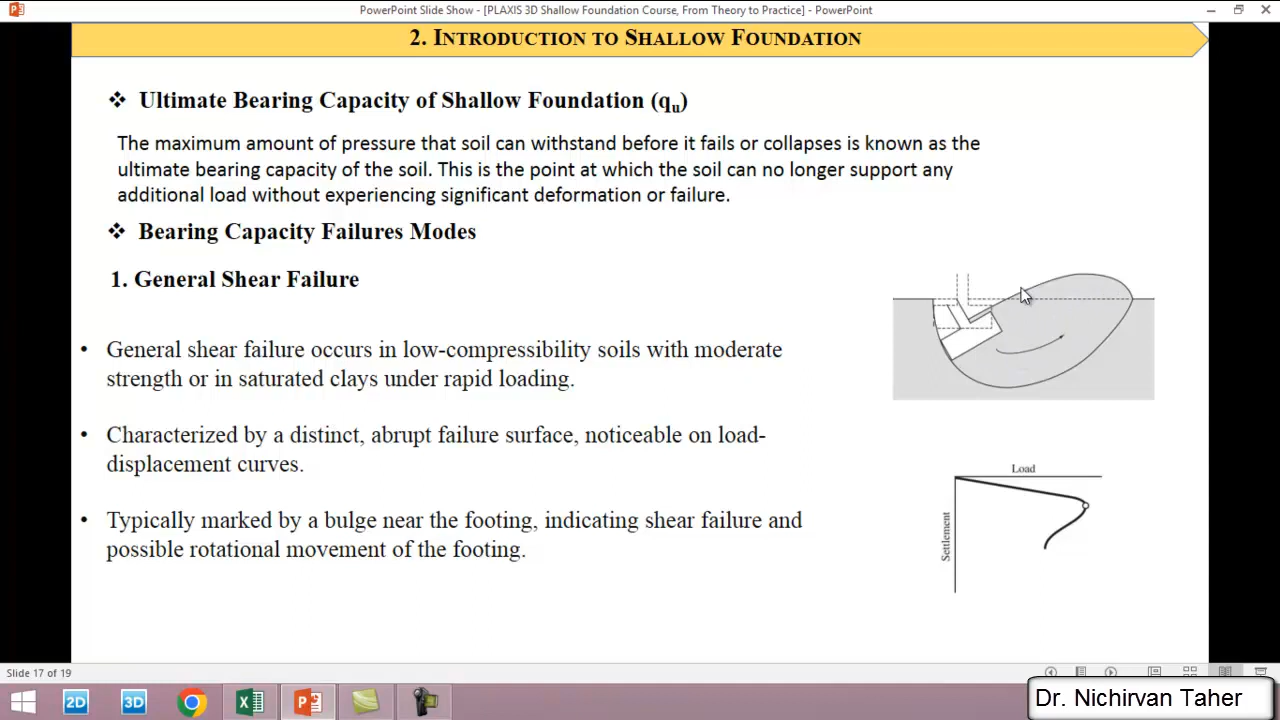 PowerPoint Slide Show - [PLAXIS 3D Shallow Foundation Course, From Theory to Practice] - PowerPoint
2. INTRODUCTION TO SHALLOW FOUNDATION
❖ Ultimate Bearing Capacity of Shallow Foundation (qu)
The maximum amount of pressure that soil can withstand before it fails or collapses is known as the
ultimate bearing capacity of the soil. This is the point at which the soil can no longer support any
additional load without experiencing significant deformation or failure.
❖ Bearing Capacity Failures Modes
1. General Shear Failure
• General shear failure occurs in low-compressibility soils with moderate
strength or in saturated clays under rapid loading.
• Characterized by a distinct, abrupt failure surface, noticeable on load-
displacement curves.
• Typically marked by a bulge near the footing, indicating shear failure and
possible rotational movement of the footing.
Load
Settlement
Slide 17 of 19
2D
3D
Dr. Nichirvan Taher